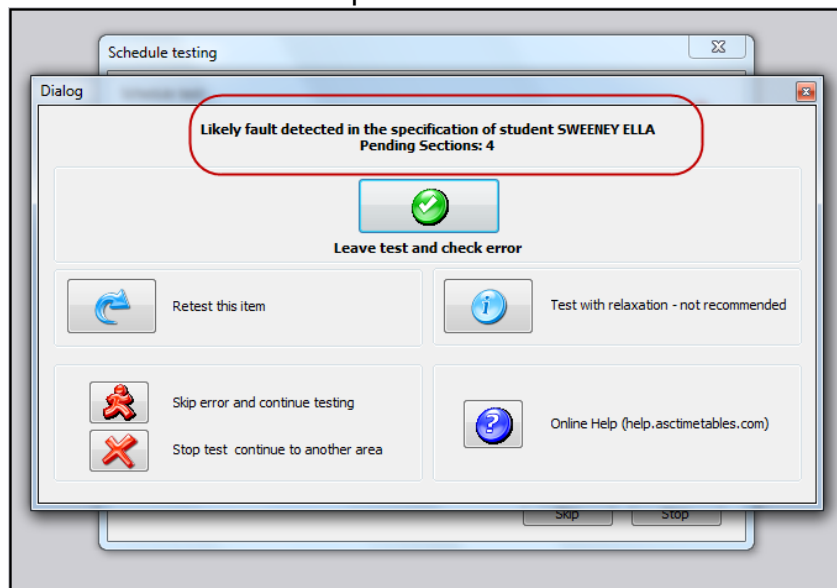 Schedule testing
Dialog
Likely fault detected in the specification of student SWEENEY ELLA
Pending Sections: 4
Leave test and check error
Retest this item
Test with relaxation - not recommended
Skip error and continue testing
Stop test continue to another area
Online Help (help.asctimetables.com)
Skip
Stop